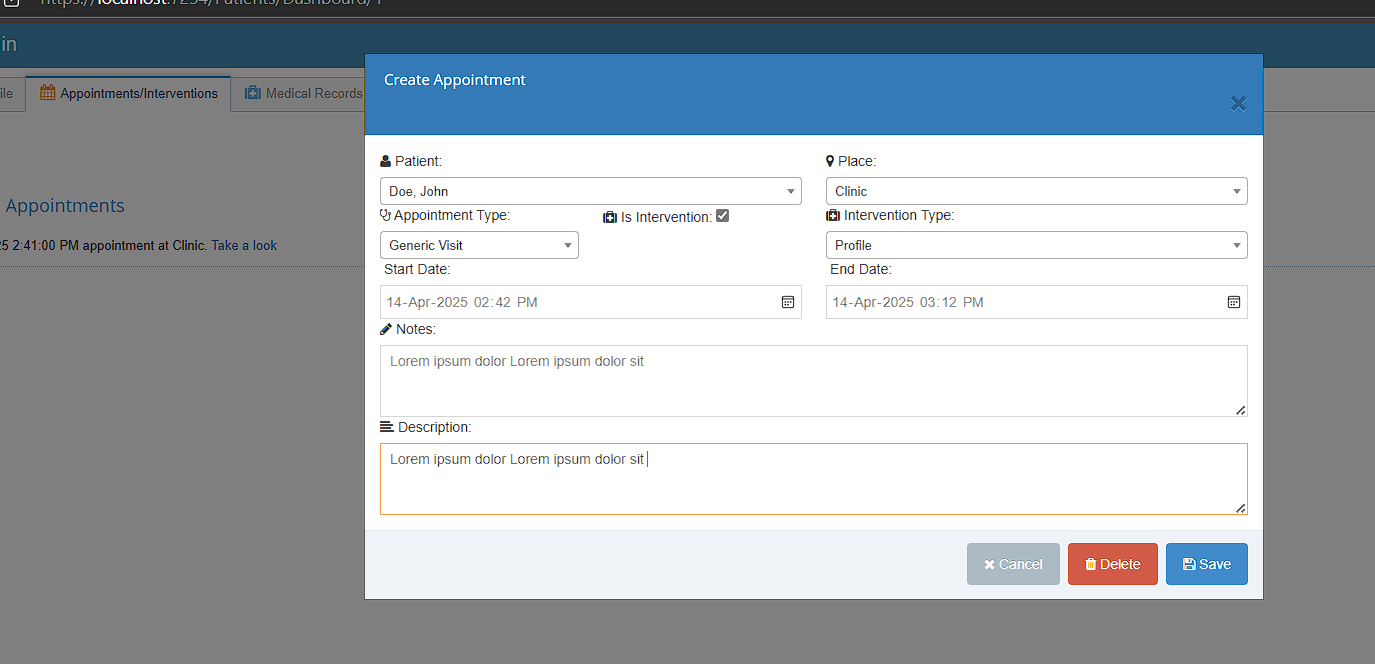 https://localhost:7294/Patients/Dashboard/1
in
Create Appointment
ile
Appointments/Interventions
Medical Records
Patient:
Place:
Doe, John
Clinic
Appointment Type:
Is Intervention:
Intervention Type:
Generic Visit
Profile
Start Date:
End Date:
14-Apr-2025 02:42 PM
14-Apr-2025 03:12 PM
Appointments
25 2:41:00 PM appointment at Clinic. Take a look
Notes:
Lorem ipsum dolor Lorem ipsum dolor sit
Description:
Lorem ipsum dolor Lorem ipsum dolor sit
Cancel
Delete
Save